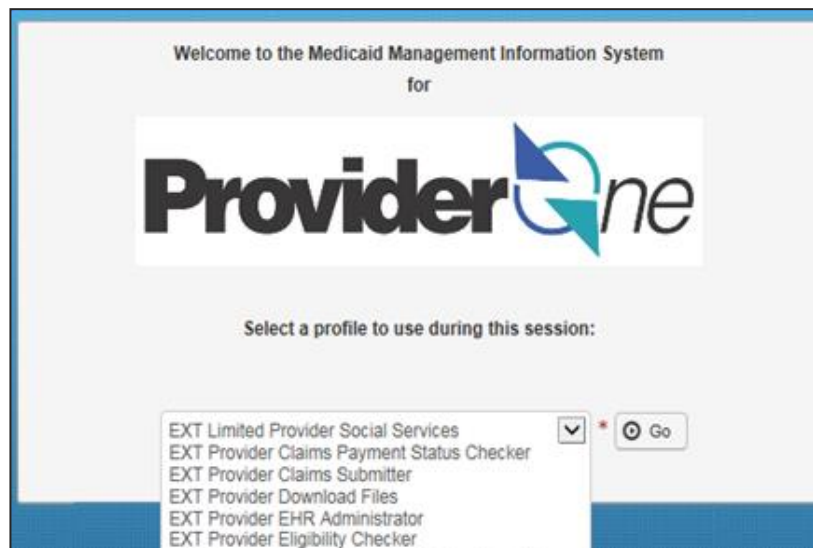 Welcome to the Medicaid Management Information System
for
ProviderOne
Select a profile to use during this session:
EXT Limited Provider Social Services * Go
EXT Provider Claims Payment Status Checker
EXT Provider Claims Submitter
EXT Provider Download Files
EXT Provider EHR Administrator
EXT Provider Eligibility Checker